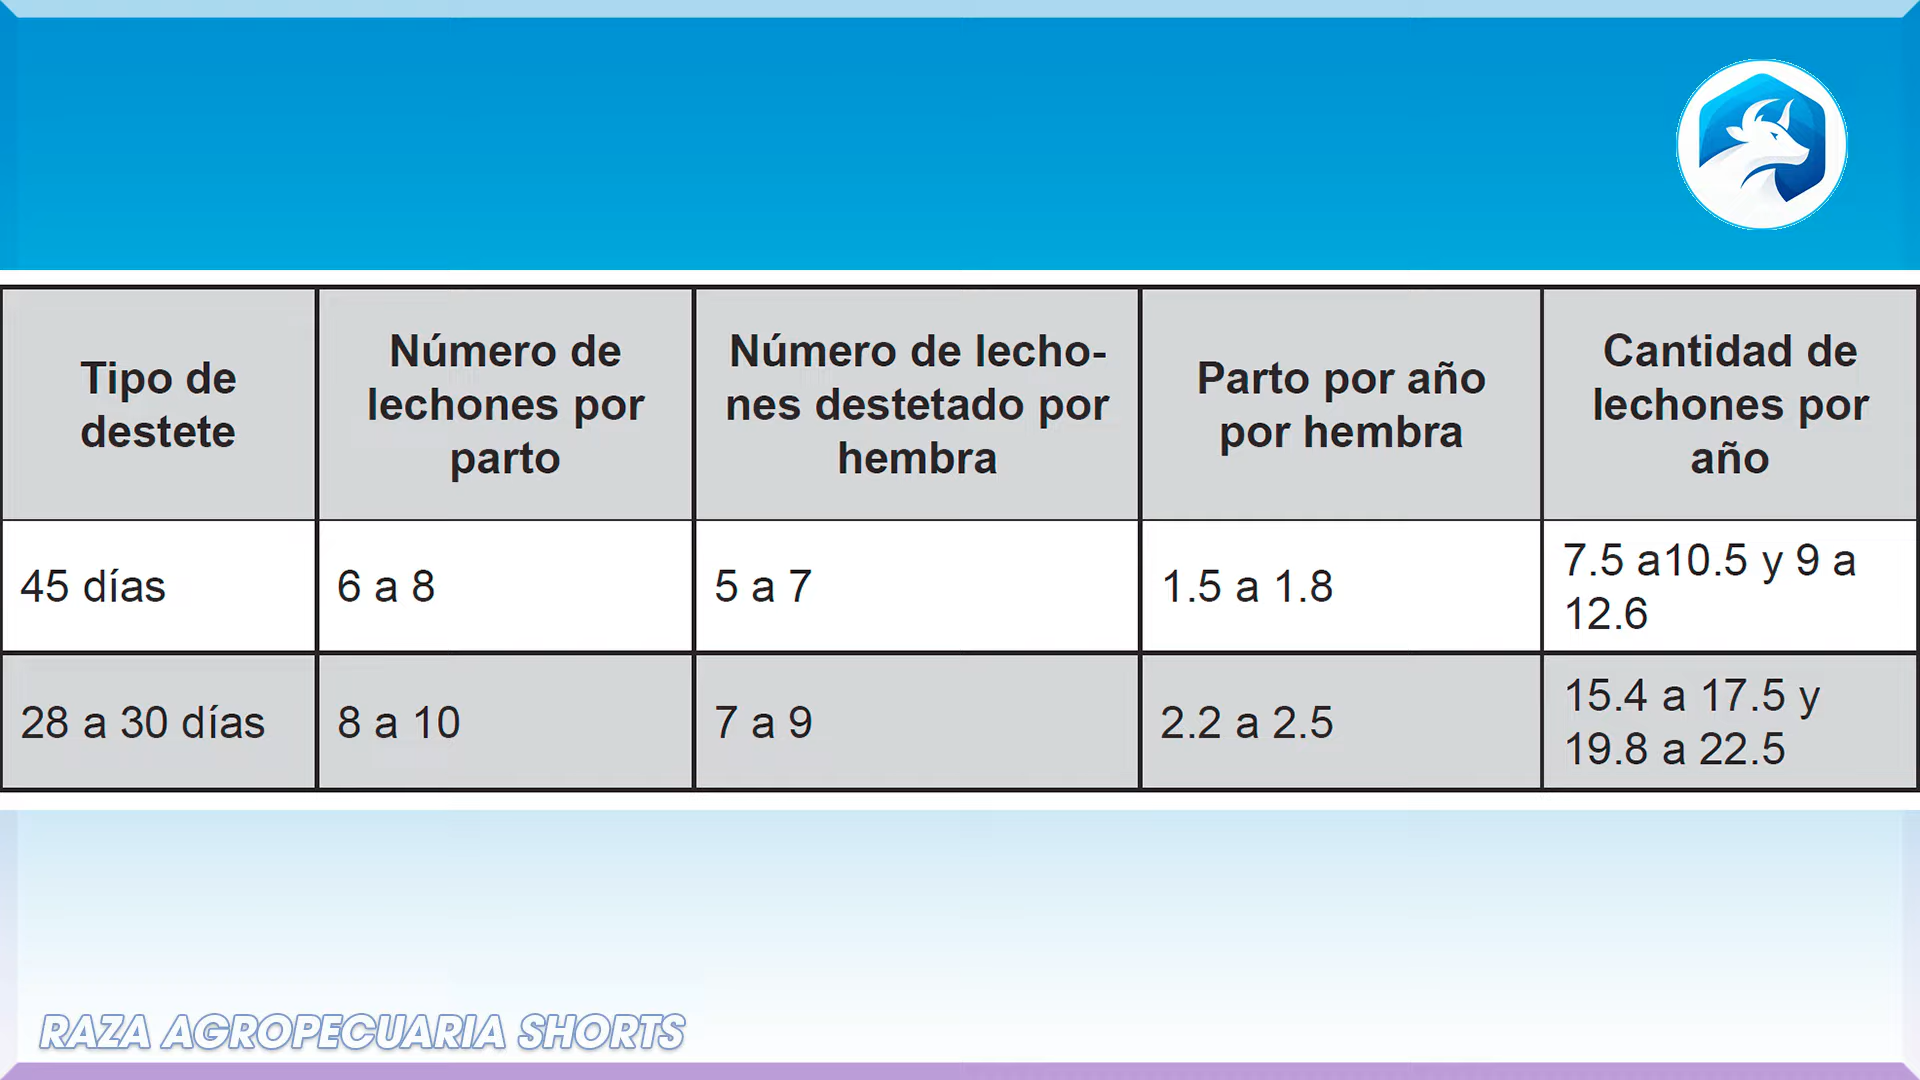 Tipo de
destete
Número de
lechones por
parto
Número de lecho-
nes destetado por
hembra
Parto por año
por hembra
Cantidad de
lechones por
año
45 días
6 a 8
5 a 7
1.5 a 1.8
7.5 a10.5 y 9 a
12.6
28 a 30 días
8 a 10
7 a 9
2.2 a 2.5
15.4 a 17.5 y
19.8 a 22.5
RAZA AGROPECUARIA SHORTS